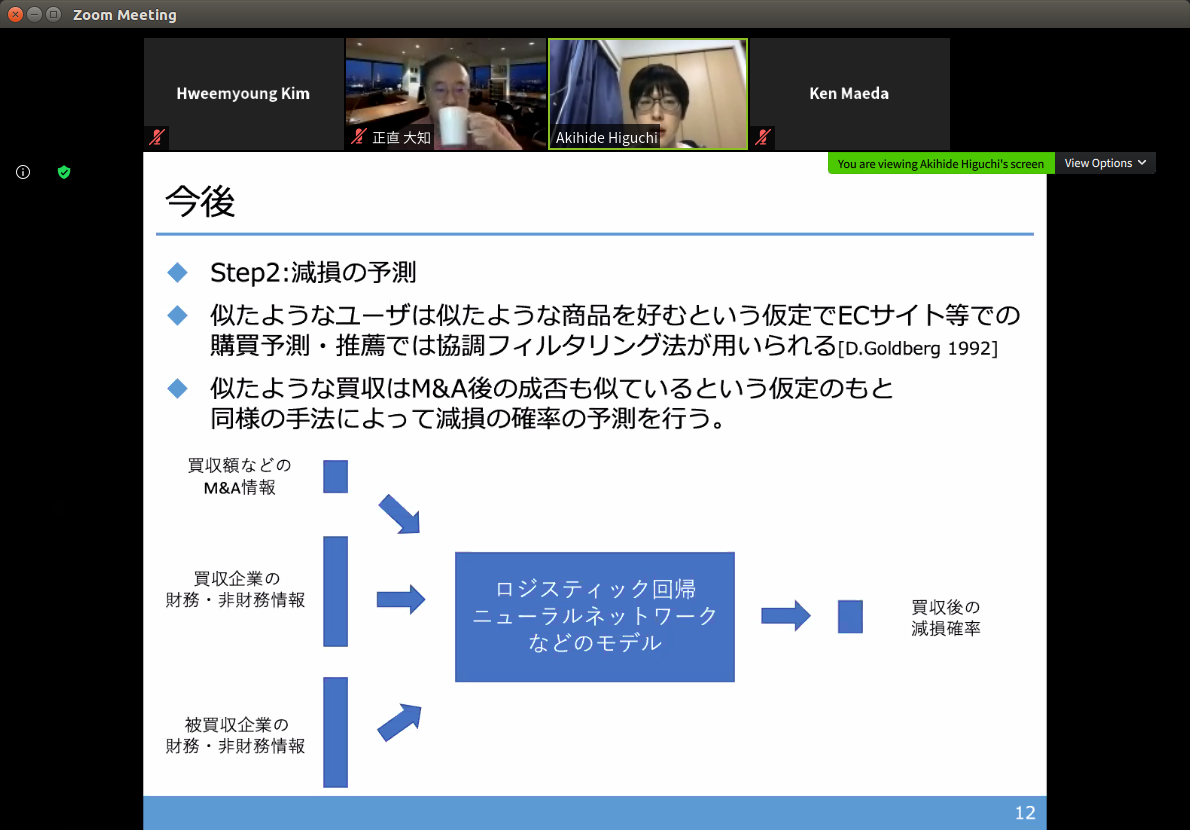 Zoom Meeting
Hweemyoung Kim
正直 大知
Akihide Higuchi
Ken Maeda
You are viewing Akihide Higuchi's screen
View Options
今後
Step2:減損の予測
似たようなユーザは似たような商品を好むという仮定でECサイト等での
購買予測・推薦では協調フィルタリング法が用いられる[D.Goldberg 1992]
似たような買収はM&A後の成否も似ているという仮定のもと
同様の手法によって減損の確率の予測を行う。
買収額などの
M&A情報
買収企業の
財務・非財務情報
被買収企業の
財務・非財務情報
ロジスティック回帰
ニューラルネットワーク
などのモデル
買収後の
減損確率
12